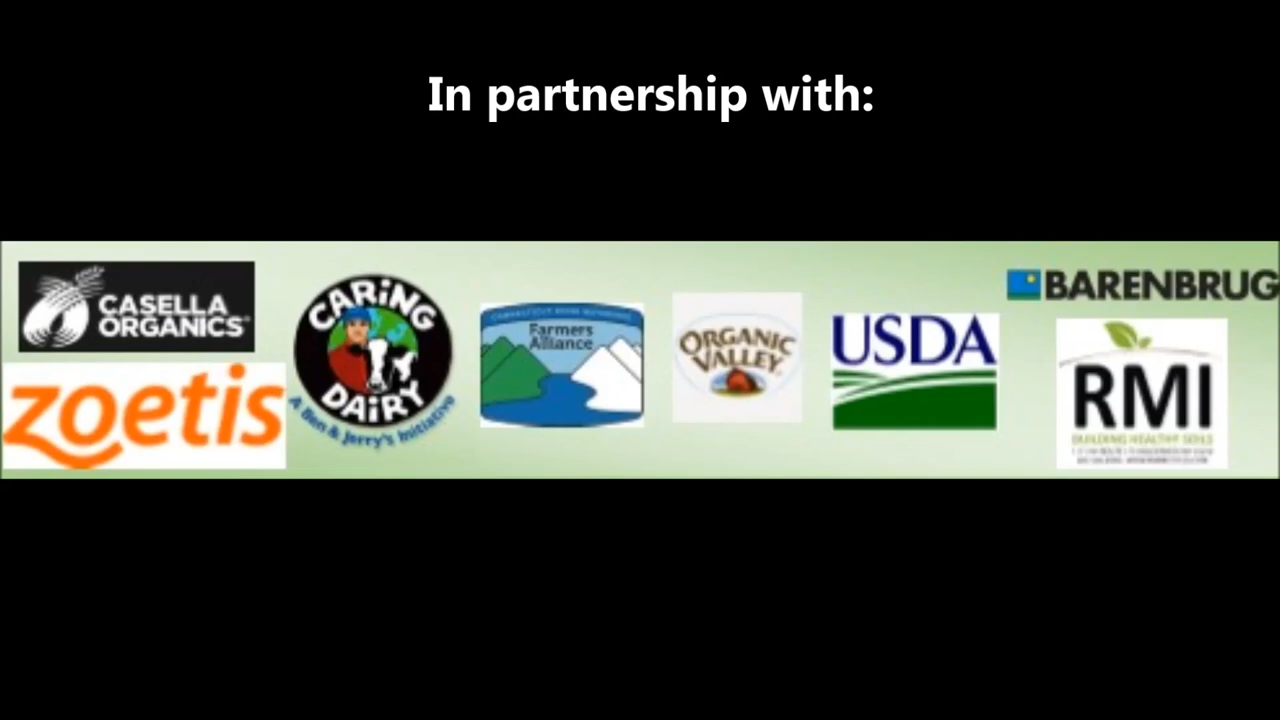 In partnership with:
CASELLA
ORGANICS
zoetis
CARiNG
DAiRY
A Ben & Jerry's Initiative
Farmers
Alliance
ORGANIC
VALLEY
USDA
BARENBRUG
RMI
BUILDING HEALTHY SOILS